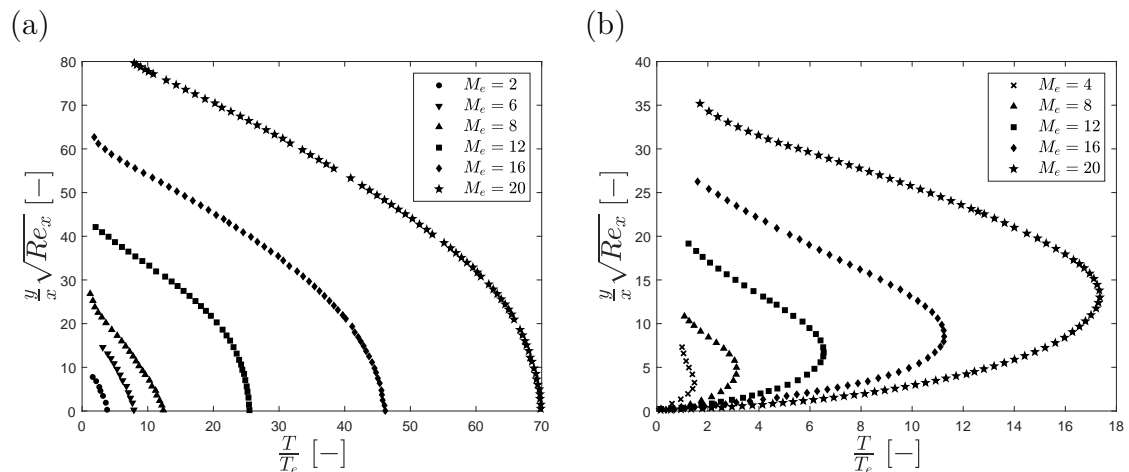 (a)
80
70
60
50
40
30
20
10
0
0 10 20 30 40 50 60 70
y/x √Re_x [−]
T/T_e [−]
M_e = 2
M_e = 6
M_e = 8
M_e = 12
M_e = 16
M_e = 20
(b)
40
35
30
25
20
15
10
5
0
0 2 4 6 8 10 12 14 16 18
y/x √Re_x [−]
T/T_e [−]
M_e = 4
M_e = 8
M_e = 12
M_e = 16
M_e = 20